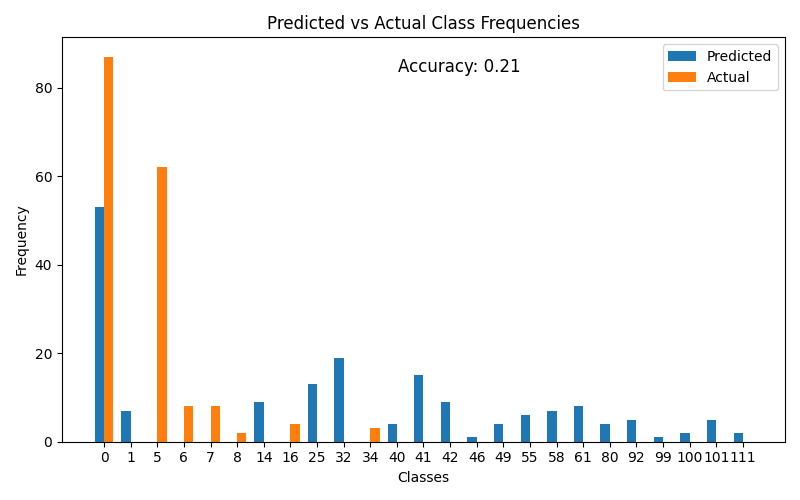 Predicted vs Actual Class Frequencies
Accuracy: 0.21
Predicted
Actual
Frequency
80
60
40
20
0
0 1 5 6 7 8 14 16 25 32 34 40 41 42 46 49 55 58 61 80 92 99 100 101 111
Classes